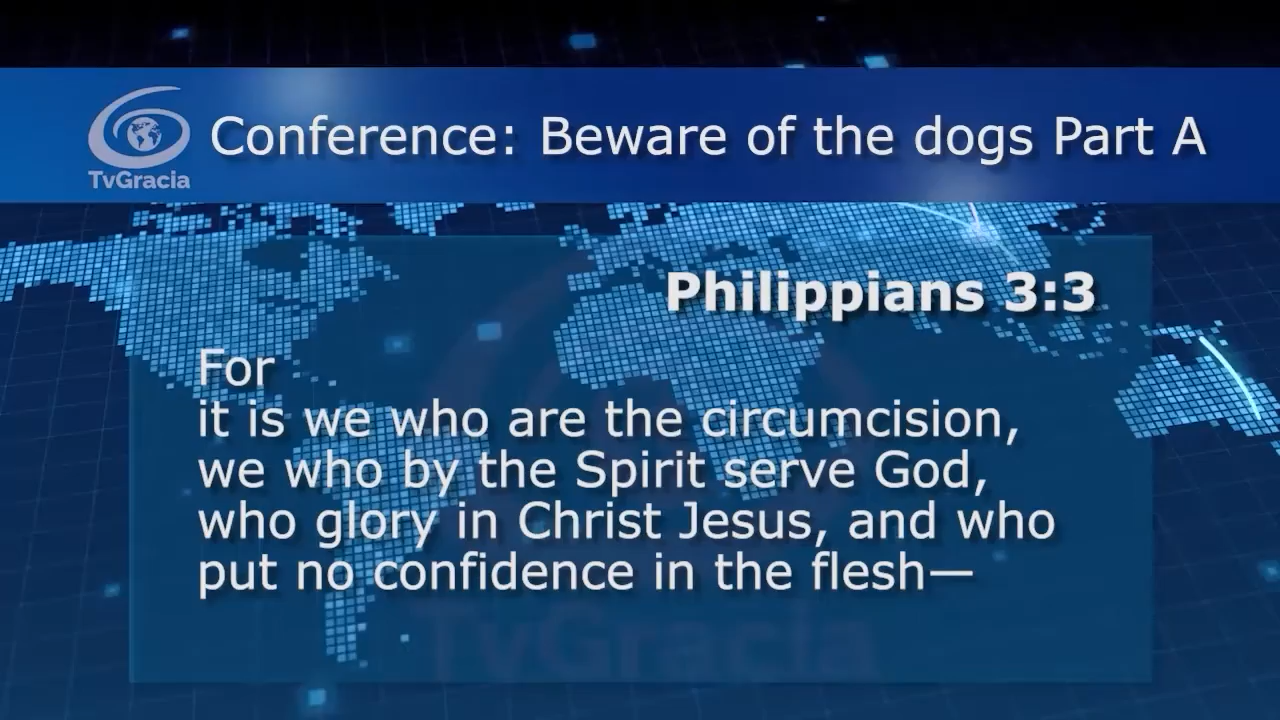 Conference: Beware of the dogs Part A
TvGracia
Philippians 3:3
For
it is we who are the circumcision,
we who by the Spirit serve God,
who glory in Christ Jesus, and who
put no confidence in the flesh—
TvGracia